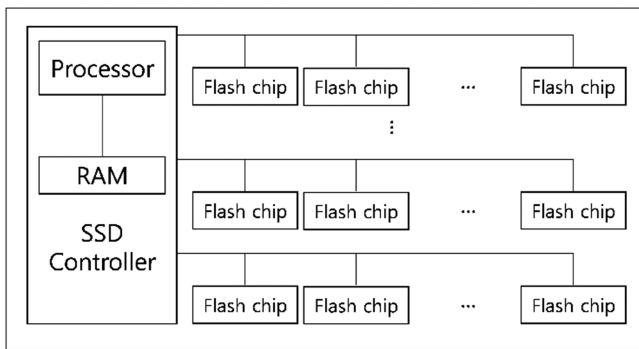 Processor
RAM
SSD
Controller
Flash chip Flash chip ... Flash chip
⋮
Flash chip Flash chip ... Flash chip
Flash chip Flash chip ... Flash chip